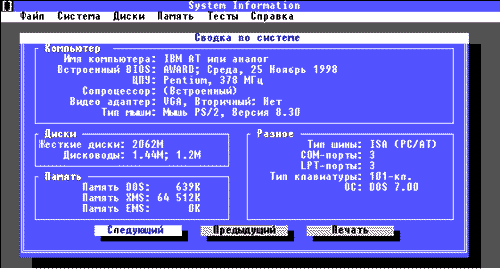 [] System Information
Файл Система Диски Память Тесты Справка
Сводка по системе
Компьютер
Имя компьютера: IBM AT или аналог
Встроенный BIOS: AWARD; Среда, 25 Ноябрь 1998
ЦПУ: Pentium, 378 МГц
Сопроцессор: (Встроенный)
Видео адаптер: VGA, Вторичный: Нет
Тип мыши: Мышь PS/2, Версия 8.30
Диски
Жесткие диски: 2062M
Дисководы: 1.44M; 1.2M
Память
Память DOS: 639K
Память XMS: 64 512K
Память EMS: 0K
Разное
Тип шины: ISA (PC/AT)
COM-порты: 3
LPT-порты: 3
Тип клавиатуры: 101-кл.
ОС: DOS 7.00
Следующий Предыдущий Печать